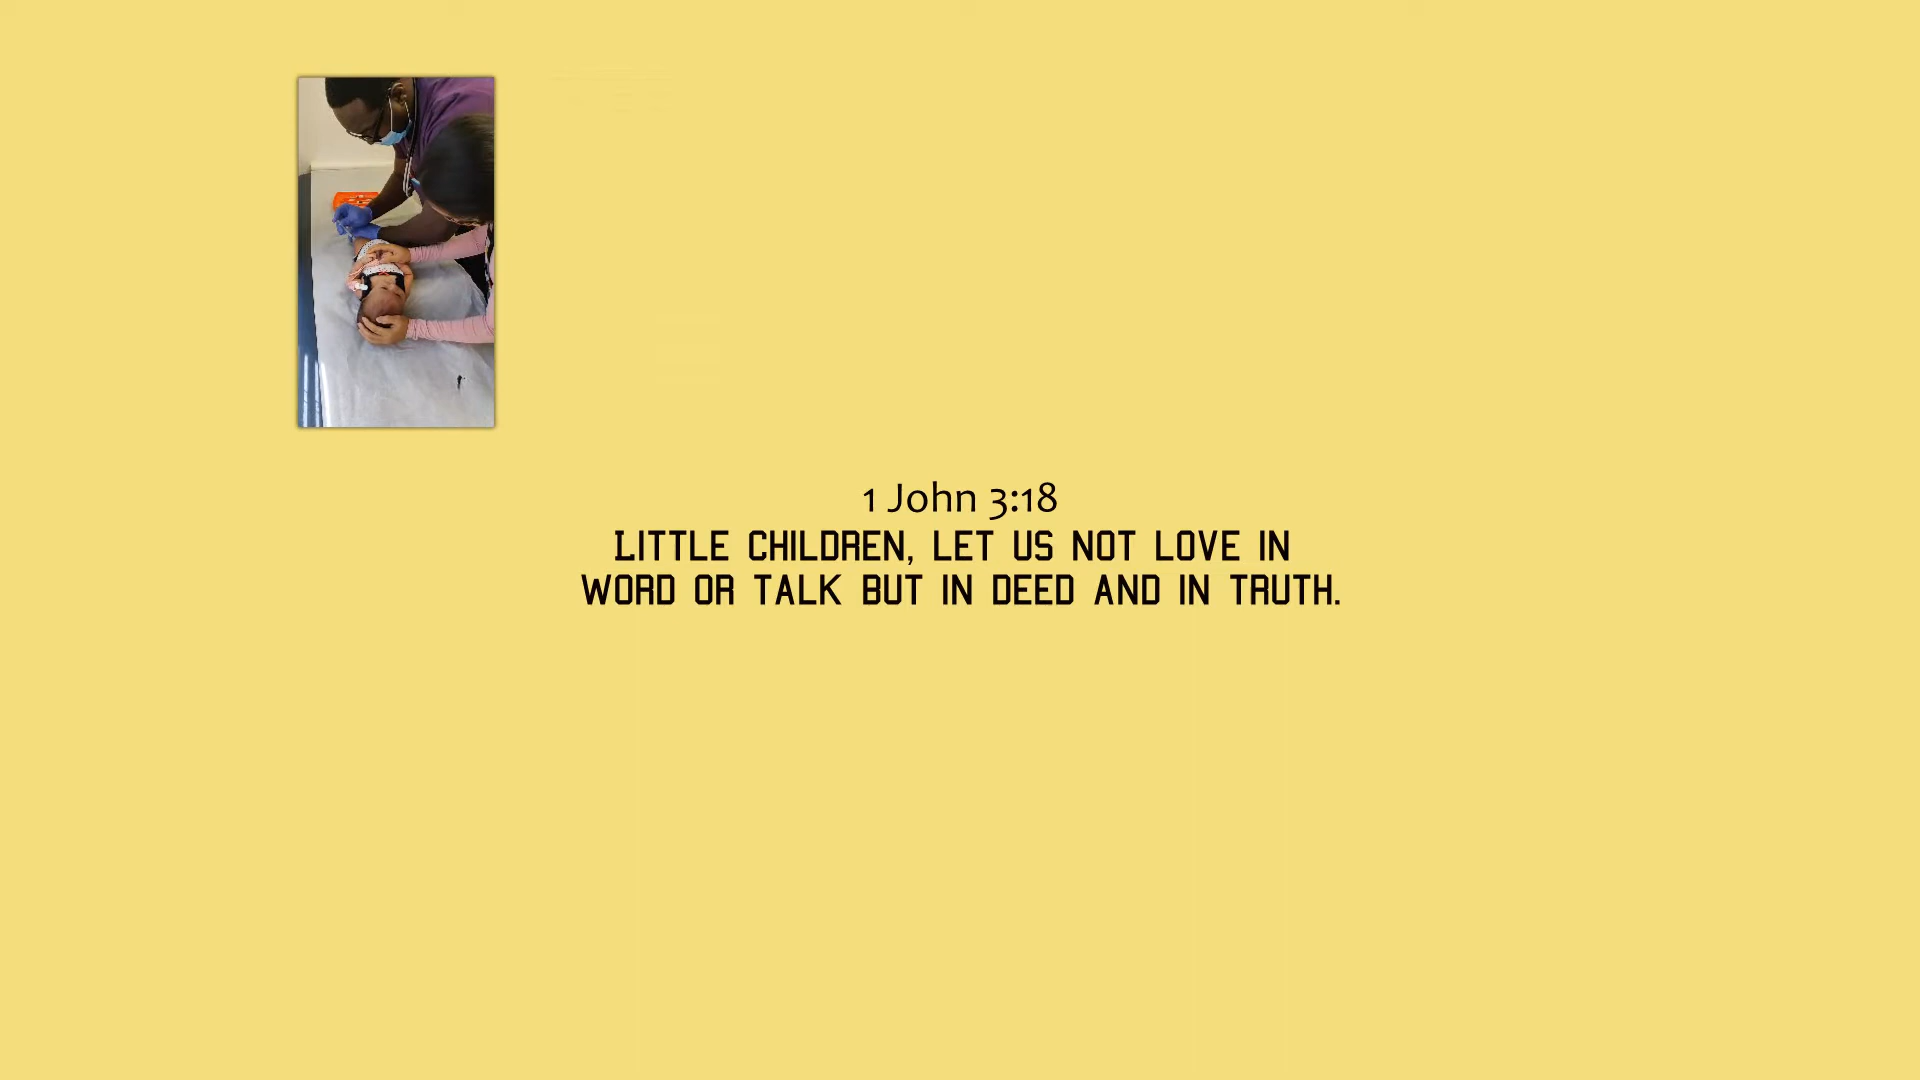 1 John 3:18
LITTLE CHILDREN, LET US NOT LOVE IN
WORD OR TALK BUT IN DEED AND IN TRUTH.